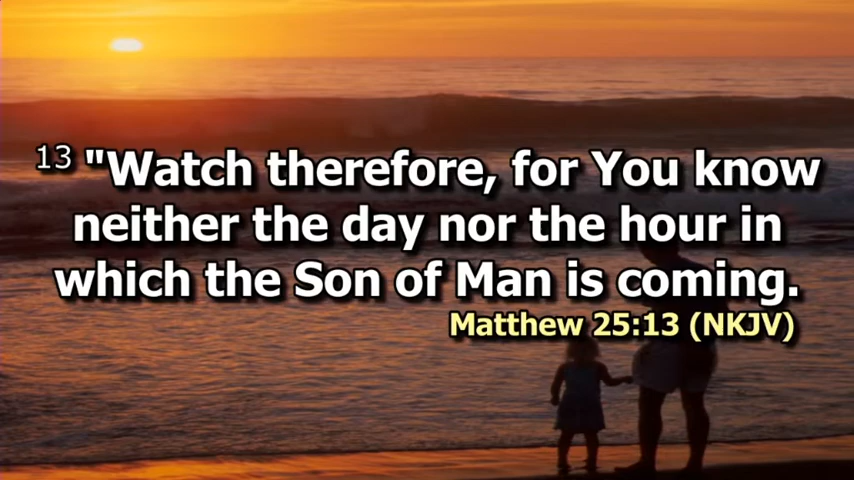 13 "Watch therefore, for You know
neither the day nor the hour in
which the Son of Man is coming.
Matthew 25:13 (NKJV)